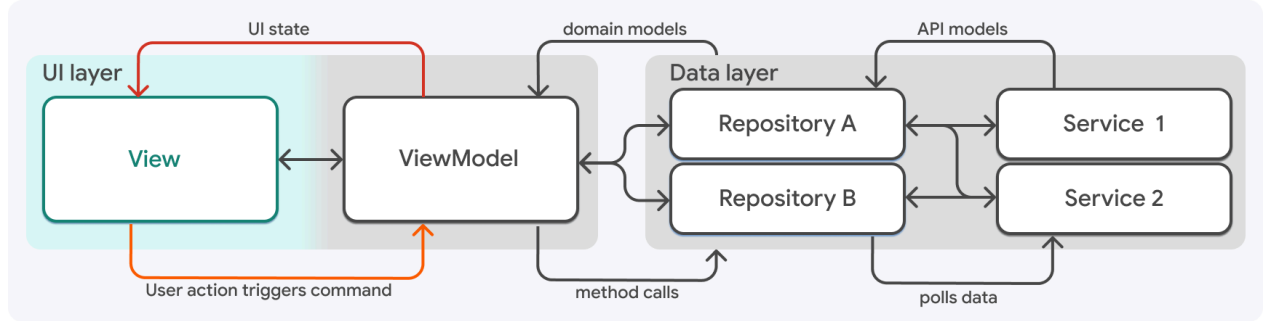 UI state
domain models
API models
UI layer
Data layer
View
ViewModel
Repository A
Service 1
Repository B
Service 2
User action triggers command
method calls
polls data